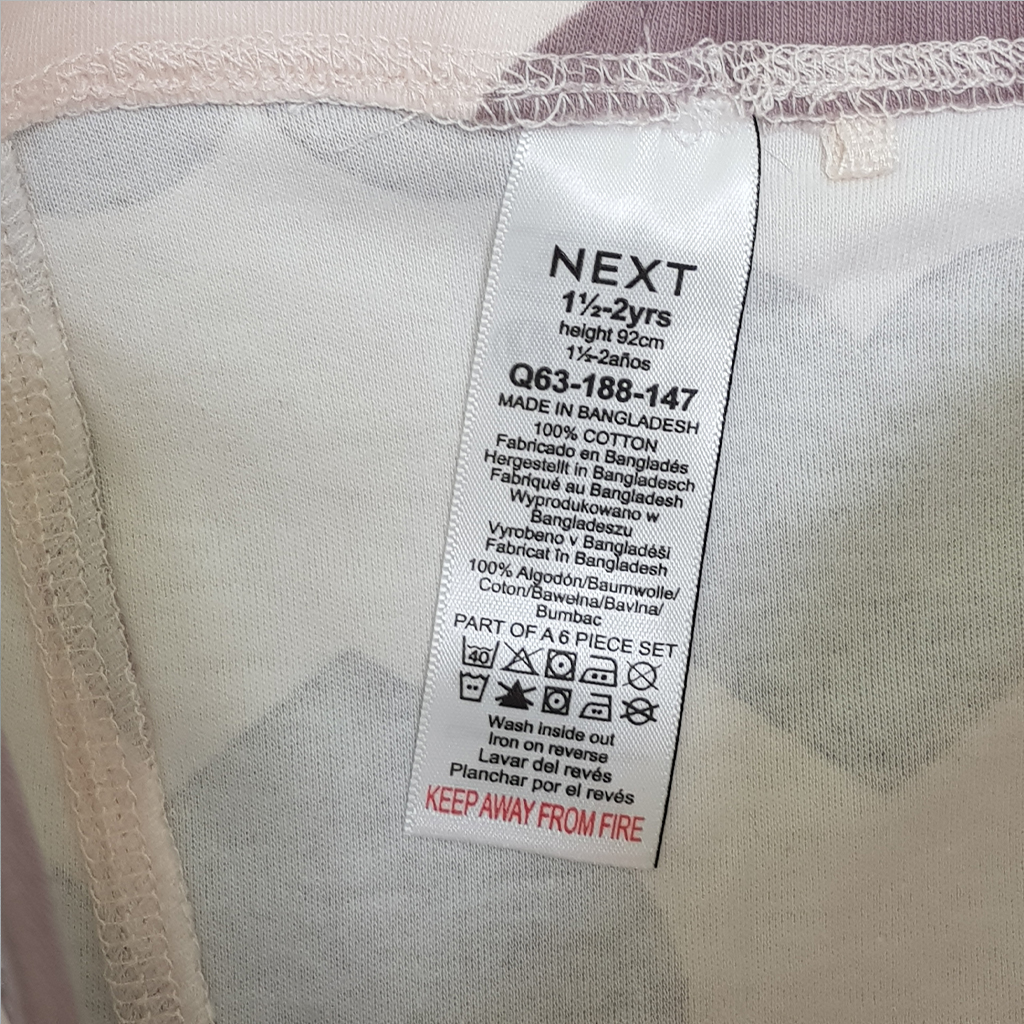 NEXT
1½-2yrs
height 92cm
1½-2años
Q63-188-147
MADE IN BANGLADESH
100% COTTON
Fabricado en Bangladés
Hergestellt in Bangladesch
Fabriqué au Bangladesh
Wyprodukowano w
Bangladeszu
Vyrobeno v Bangladéši
Fabricat în Bangladesh
100% Algodón/Baumwolle/
Coton/Bawełna/Bavlna/
Bumbac
PART OF A 6 PIECE SET
40
Wash inside out
Iron on reverse
Lavar del revés
Planchar por el revés
KEEP AWAY FROM FIRE